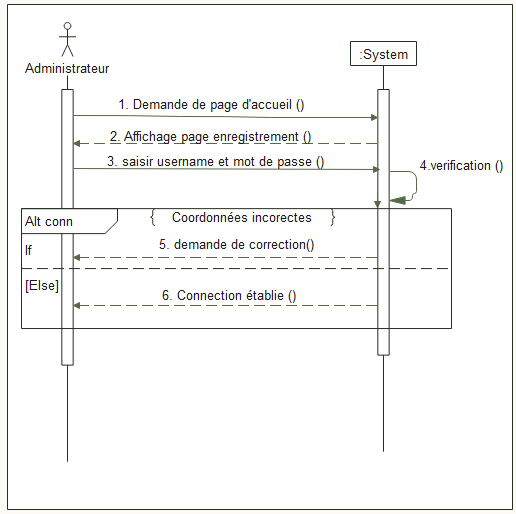 :System
Administrateur
1. Demande de page d'accueil ()
2. Affichage page enregistrement ()
3. saisir username et mot de passe ()
4.verification ()
Alt conn
{ Coordonnées incorectes }
If
5. demande de correction()
[Else]
6. Connection établie ()